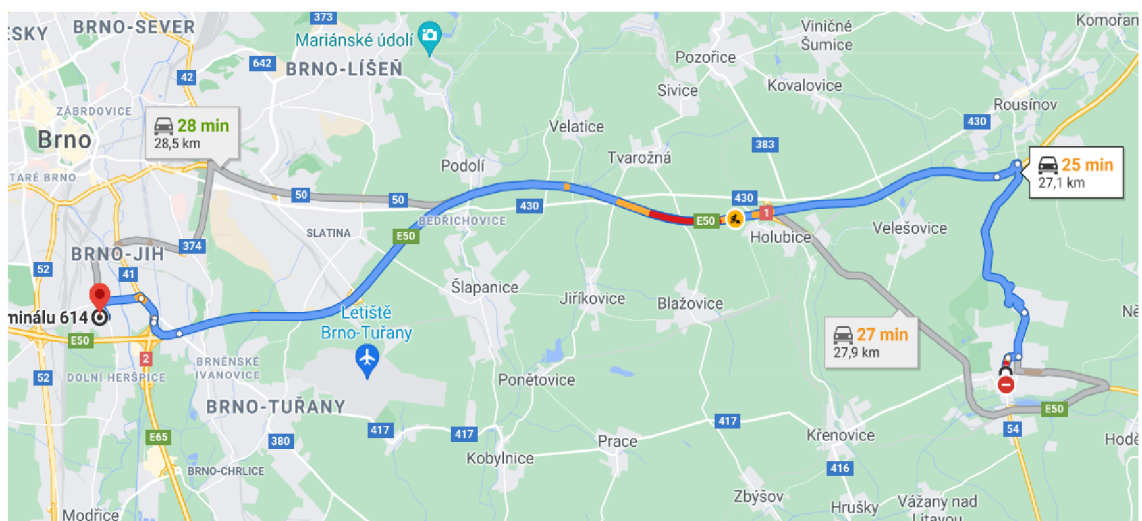 ESKY
BRNO-SEVER
373
Mariánské údolí
Viničné
Šumice
Komořan
642
BRNO-LÍŠEŇ
Pozořice
42
Sivice
Kovalovice
ZÁBRDOVICE
Rousínov
28 min
28,5 km
Brno
Velatice
430
383
Tvarožná
TARÉ BRNO
Podolí
25 min
27,1 km
50
50
430
430
BEDŘICHOVICE
E50
1
SLATINA
E50
Holubice
Velešovice
374
BRNO-JIH
52
41
Šlapanice
Jiříkovice
Blažovice
minálu 614
Letiště
Brno-Tuřany
27 min
27,9 km
Ně
E50
2
BRNĚNSKÉ
IVANOVICE
52
DOLNÍ HERŠPICE
Ponětovice
BRNO-TUŘANY
E50
417
54
417
417
E65
380
Prace
Křenovice
Hodě
Kobylnice
BRNO-CHRLICE
416
Zbýšov
Hrušky
Vážany nad
Litavou
Modřice